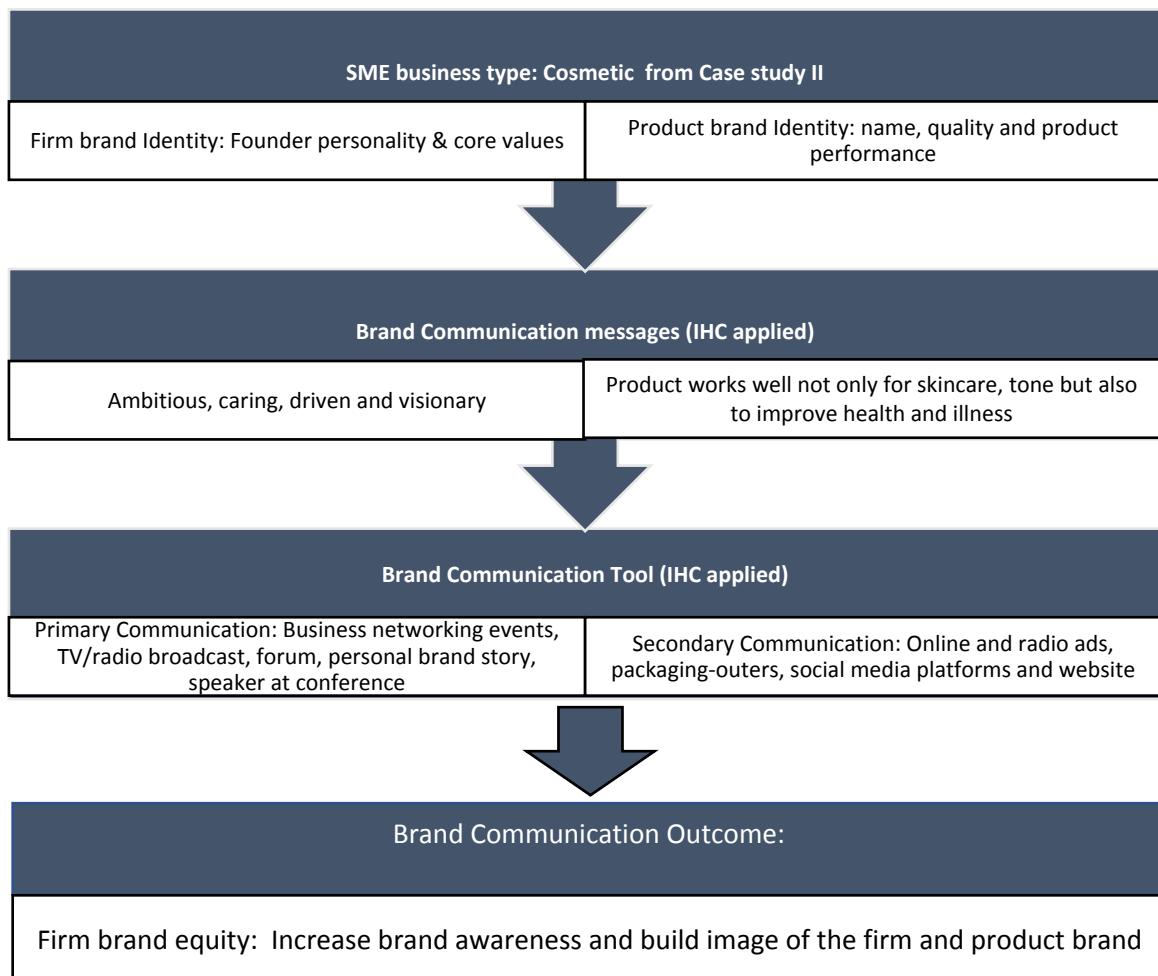 SME business type: Cosmetic from Case study II
Firm brand Identity: Founder personality & core values
Product brand Identity: name, quality and product
performance
Brand Communication messages (IHC applied)
Ambitious, caring, driven and visionary
Product works well not only for skincare, tone but also
to improve health and illness
Brand Communication Tool (IHC applied)
Primary Communication: Business networking events,
TV/radio broadcast, forum, personal brand story,
speaker at conference
Secondary Communication: Online and radio ads,
packaging-outers, social media platforms and website
Brand Communication Outcome:
Firm brand equity: Increase brand awareness and build image of the firm and product brand